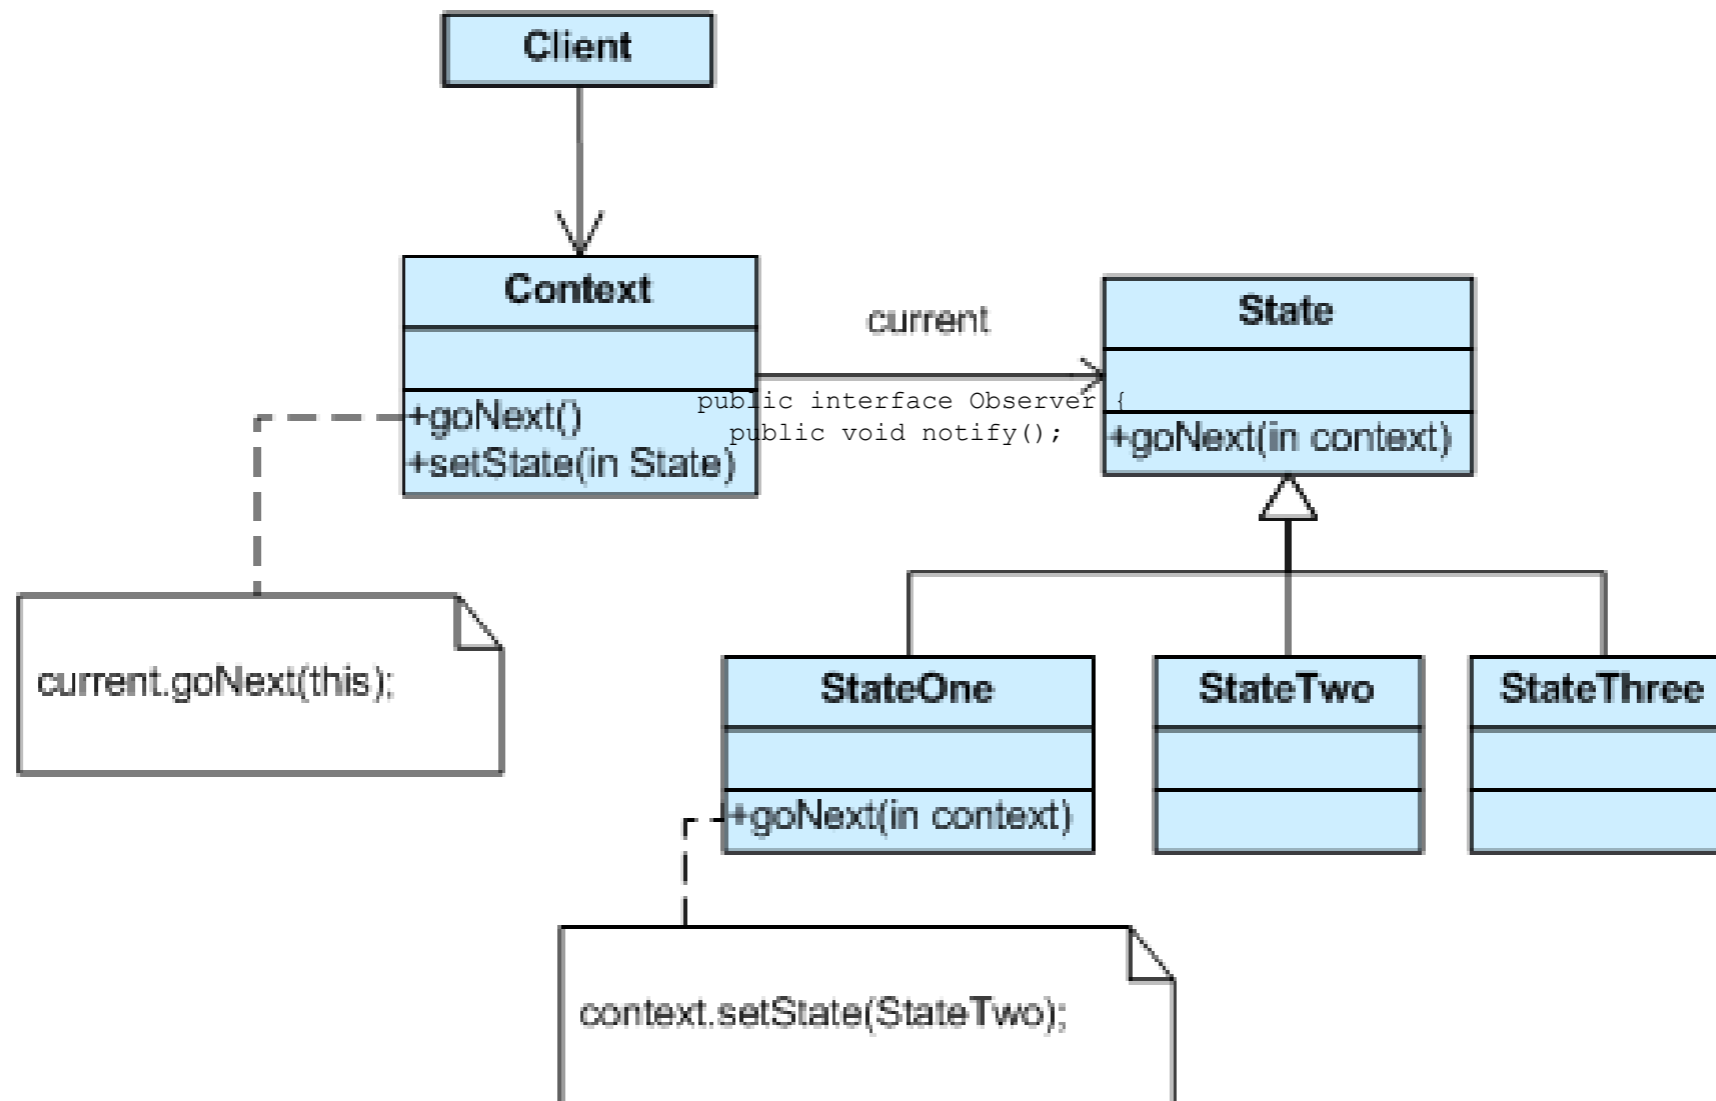 Client
Context
+goNext()
+setState(in State)
current
public interface Observer {
public void notify();
State
+goNext(in context)
current.goNext(this);
StateOne
+goNext(in context)
StateTwo
StateThree
context.setState(StateTwo);